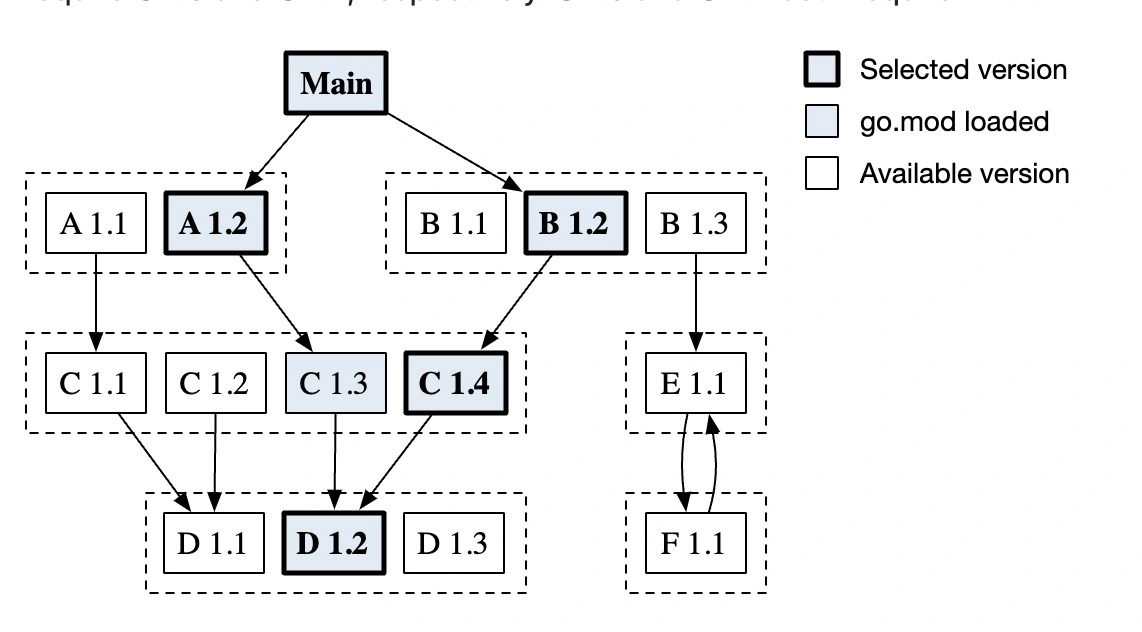 Main
Selected version
go.mod loaded
Available version
A 1.1 A 1.2 B 1.1 B 1.2 B 1.3
C 1.1 C 1.2 C 1.3 C 1.4 E 1.1
D 1.1 D 1.2 D 1.3 F 1.1